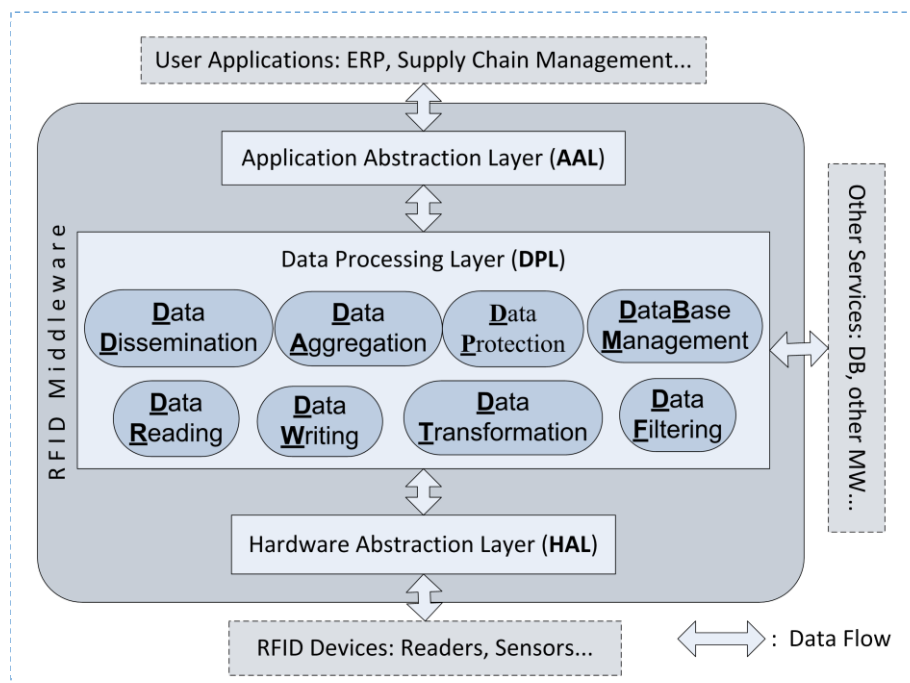 User Applications: ERP, Supply Chain Management...
RFID Middleware
Application Abstraction Layer (AAL)
Data Processing Layer (DPL)
Data
Dissemination
Data
Aggregation
Data
Protection
DataBase
Management
Data
Reading
Data
Writing
Data
Transformation
Data
Filtering
Other Services: DB, other MW...
Hardware Abstraction Layer (HAL)
RFID Devices: Readers, Sensors...
: Data Flow